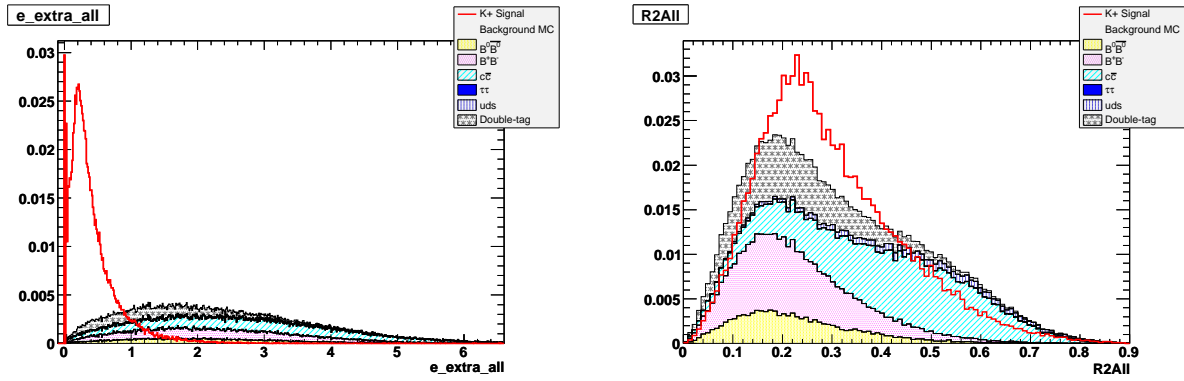 e_extra_all
K+ Signal
Background MC
B⁰B̅⁰
B⁺B⁻
cc̅
ττ
uds
Double-tag
0.03
0.025
0.02
0.015
0.01
0.005
0
0 1 2 3 4 5 6
e_extra_all
R2All
K+ Signal
Background MC
B⁰B̅⁰
B⁺B⁻
cc̅
ττ
uds
Double-tag
0.03
0.025
0.02
0.015
0.01
0.005
0
0 0.1 0.2 0.3 0.4 0.5 0.6 0.7 0.8 0.9
R2All